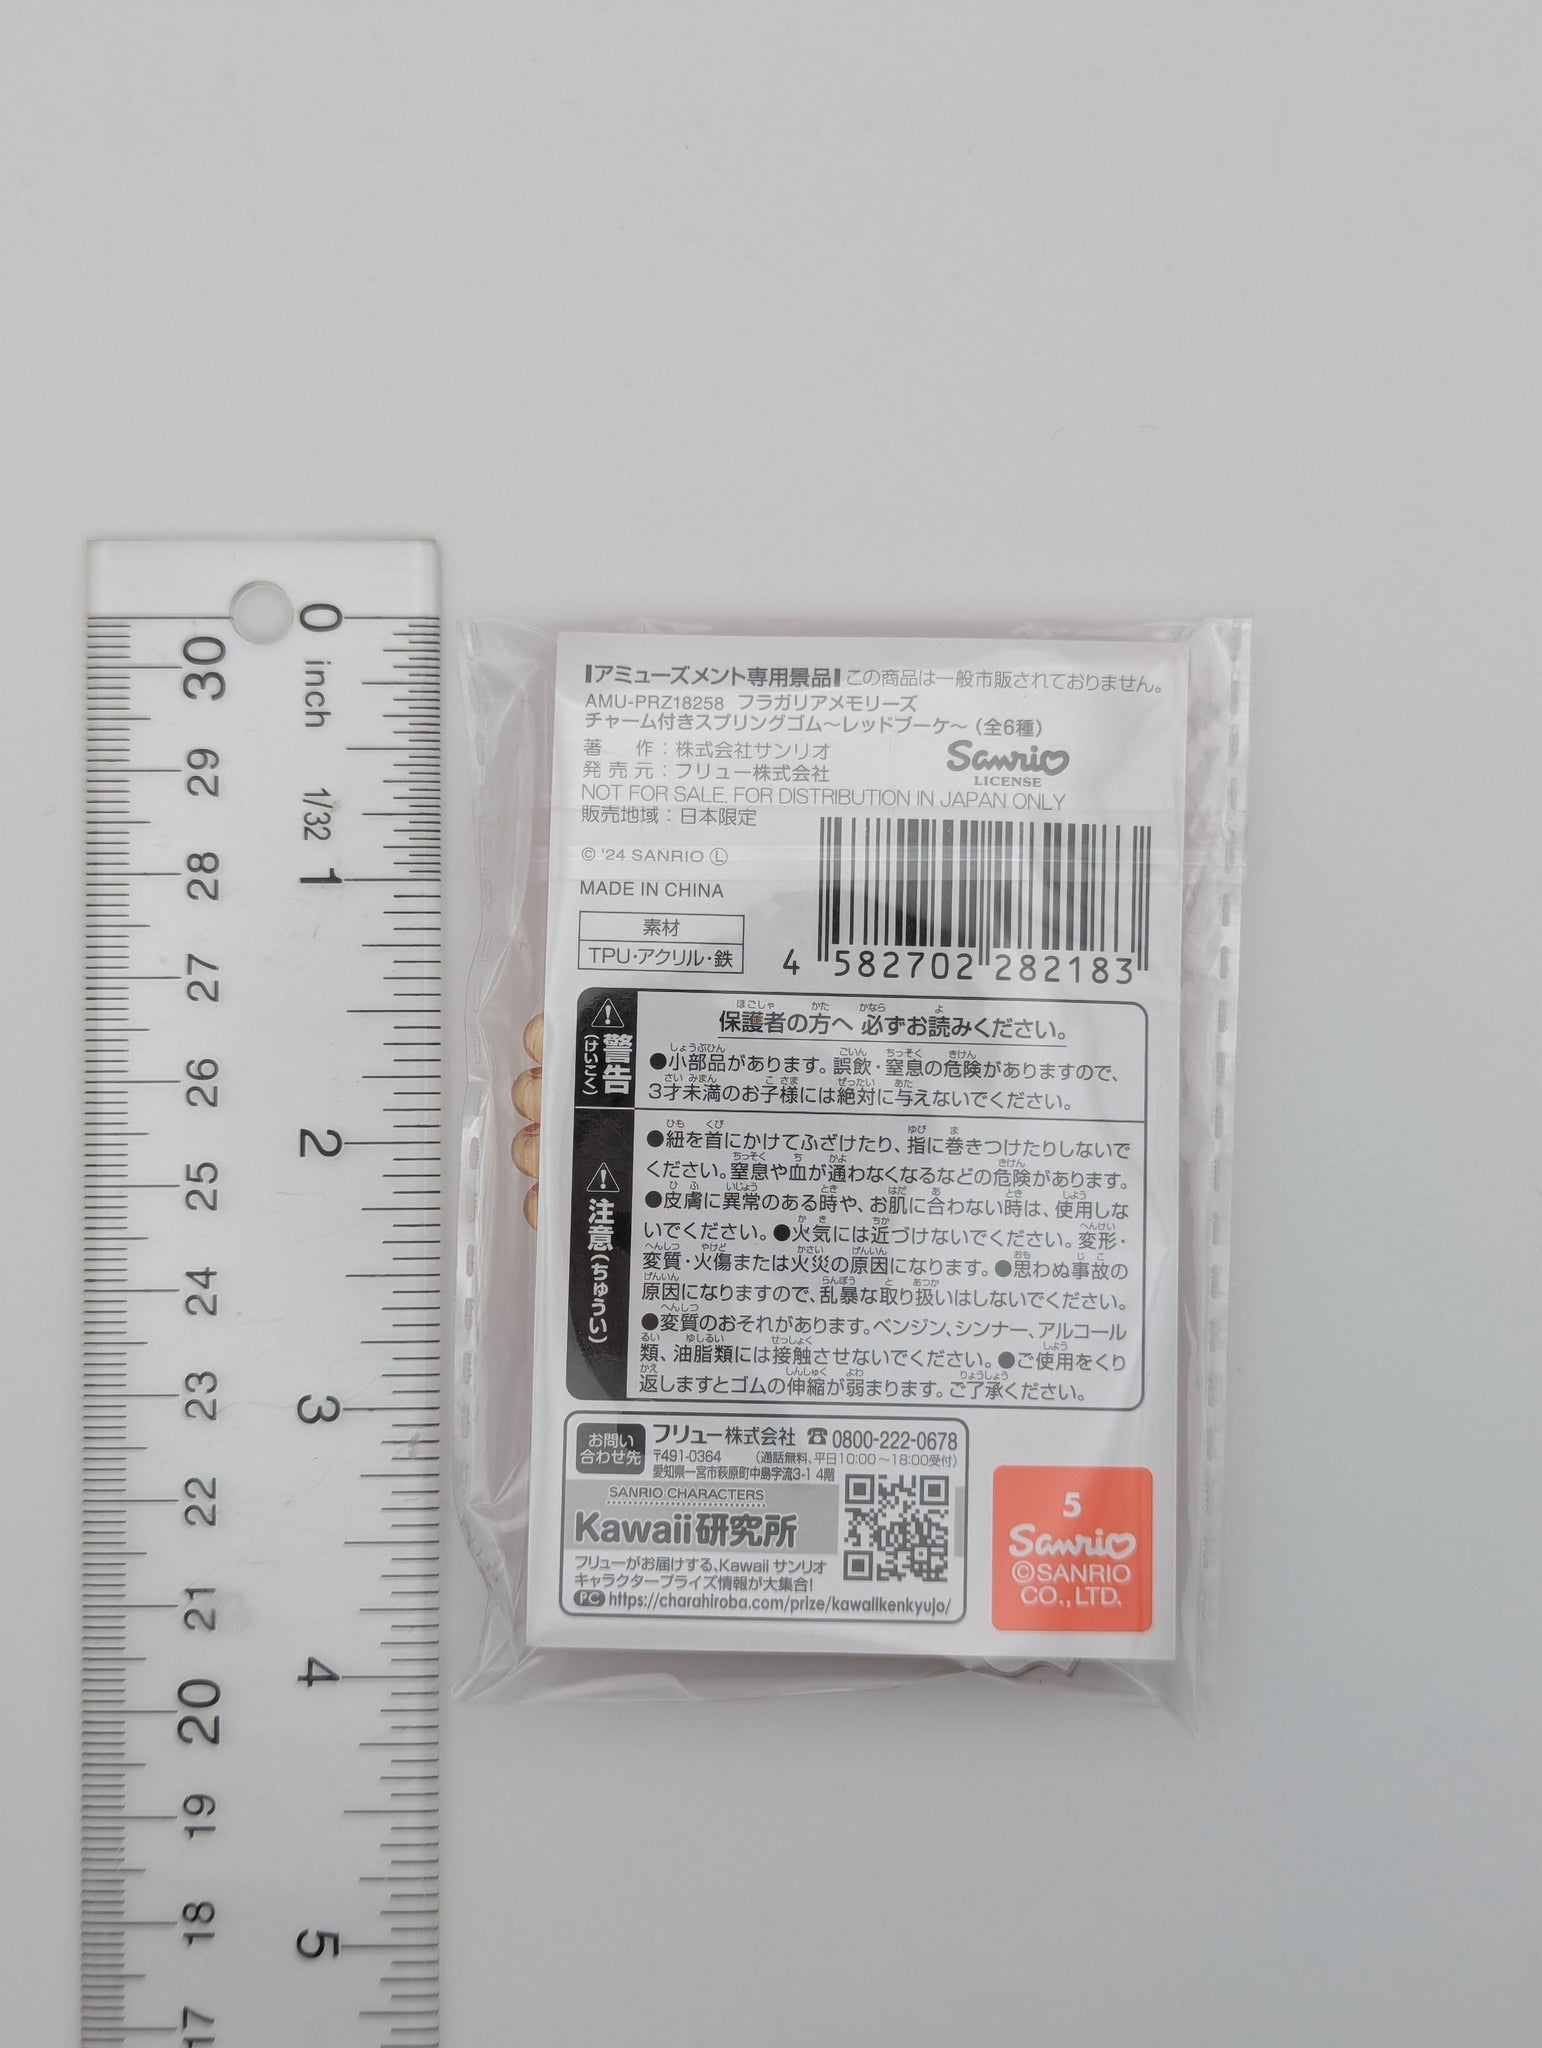 0
inch
1/32
1
2
3
4
5
30
29
28
27
26
25
24
23
22
21
20
19
18
17
アミューズメント専用景品 この商品は一般市販されておりません。
AMU-PRZ18258 フラガリアメモリーズ
チャーム付きスプリングゴム～レッドブーケ～(全6種)
著 作：株式会社サンリオ
発売元：フリュー株式会社
Sanrio
LICENSE
NOT FOR SALE. FOR DISTRIBUTION IN JAPAN ONLY
販売地域：日本限定
© '24 SANRIO Ⓛ
MADE IN CHINA
素材
TPU・アクリル・鉄
4 582702 282183
警告(けいこく)
保護者の方へ 必ずお読みください。
●小部品があります。誤飲・窒息の危険がありますので、
3才未満のお子様には絶対に与えないでください。
注意(ちゅうい)
●紐を首にかけてふざけたり、指に巻きつけたりしないで
ください。窒息や血が通わなくなるなどの危険があります。
●皮膚に異常のある時や、お肌に合わない時は、使用しな
いでください。●火気には近づけないでください。変形・
変質・火傷または火災の原因になります。●思わぬ事故の
原因になりますので、乱暴な取り扱いはしないでください。
●変質のおそれがあります。ベンジン、シンナー、アルコール
類、油脂類には接触させないでください。●ご使用をくり
返しますとゴムの伸縮が弱まります。ご了承ください。
お問い
合わせ先
フリュー株式会社 ☎0800-222-0678
〒491-0364 (通話無料、平日10:00～18:00受付)
愛知県一宮市萩原町中島字流3-1 4階
SANRIO CHARACTERS
Kawaii研究所
フリューがお届けする、Kawaii サンリオ
キャラクタープライズ情報が大集合!
PC https://charahiroba.com/prize/kawaiikenkyujo/
5
Sanrio
©SANRIO
CO.,LTD.